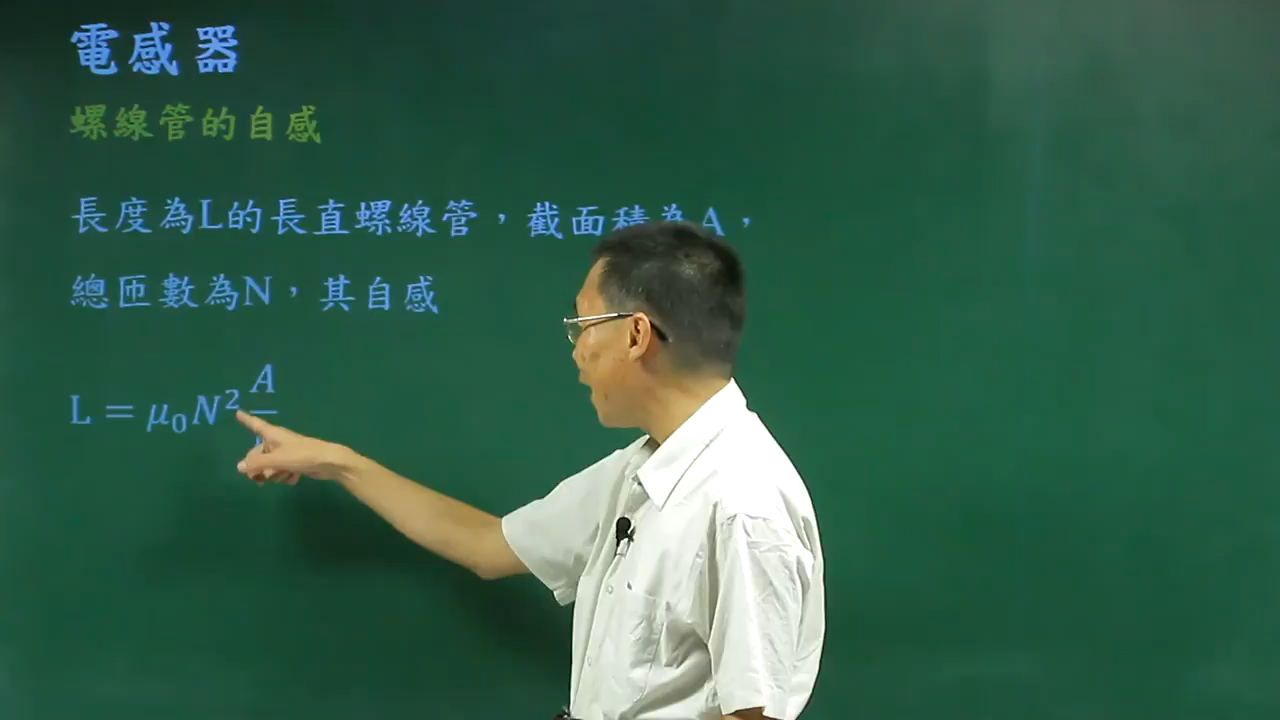 電感器
螺線管的自感
長度為L的長直螺線管，截面積為A，
總匝數為N，其自感
L = μ₀N² A/